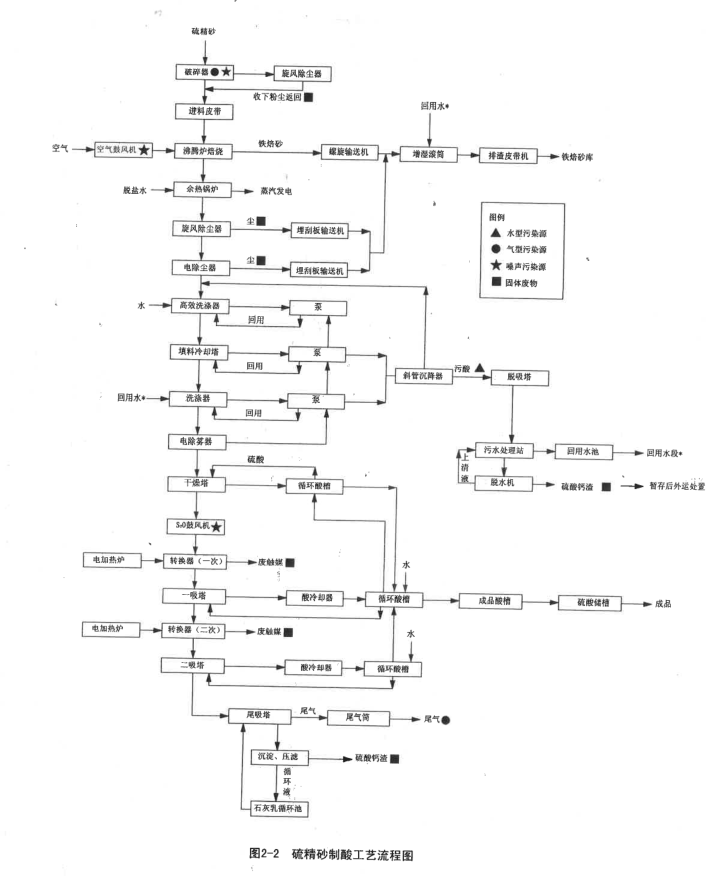 硫精砂
破碎器●★ 旋风除尘器
收下粉尘返回■
进料皮带
回用水*
空气 空气鼓风机★ 沸腾炉焙烧 铁焙砂 螺旋输送机 增湿滚筒 排渣皮带机 铁焙砂库
脱盐水 余热锅炉 蒸汽发电
旋风除尘器 尘■ 埋刮板输送机
电除尘器 尘■ 埋刮板输送机
图例
▲ 水型污染源
● 气型污染源
★ 噪声污染源
■ 固体废物
水 高效洗涤器 泵
回用
填料冷却塔 泵
回用
斜管沉降器 污酸▲ 脱吸塔
回用水* 洗涤器 泵
回用
电除雾器
污水处理站 回用水池 回用水段*
上清液
脱水机 硫酸钙渣■ 暂存后外运处置
硫酸
干燥塔 循环酸槽
S₂O鼓风机★
电加热炉 转换器（一次） 废触媒■
水
一吸塔 酸冷却器 循环酸槽 成品酸槽 硫酸储槽 成品
电加热炉 转换器（二次） 废触媒■
水
二吸塔 酸冷却器 循环酸槽
尾吸塔 尾气 尾气筒 尾气●
沉淀、压滤 硫酸钙渣■
循环液
石灰乳循环池
图2-2 硫精砂制酸工艺流程图